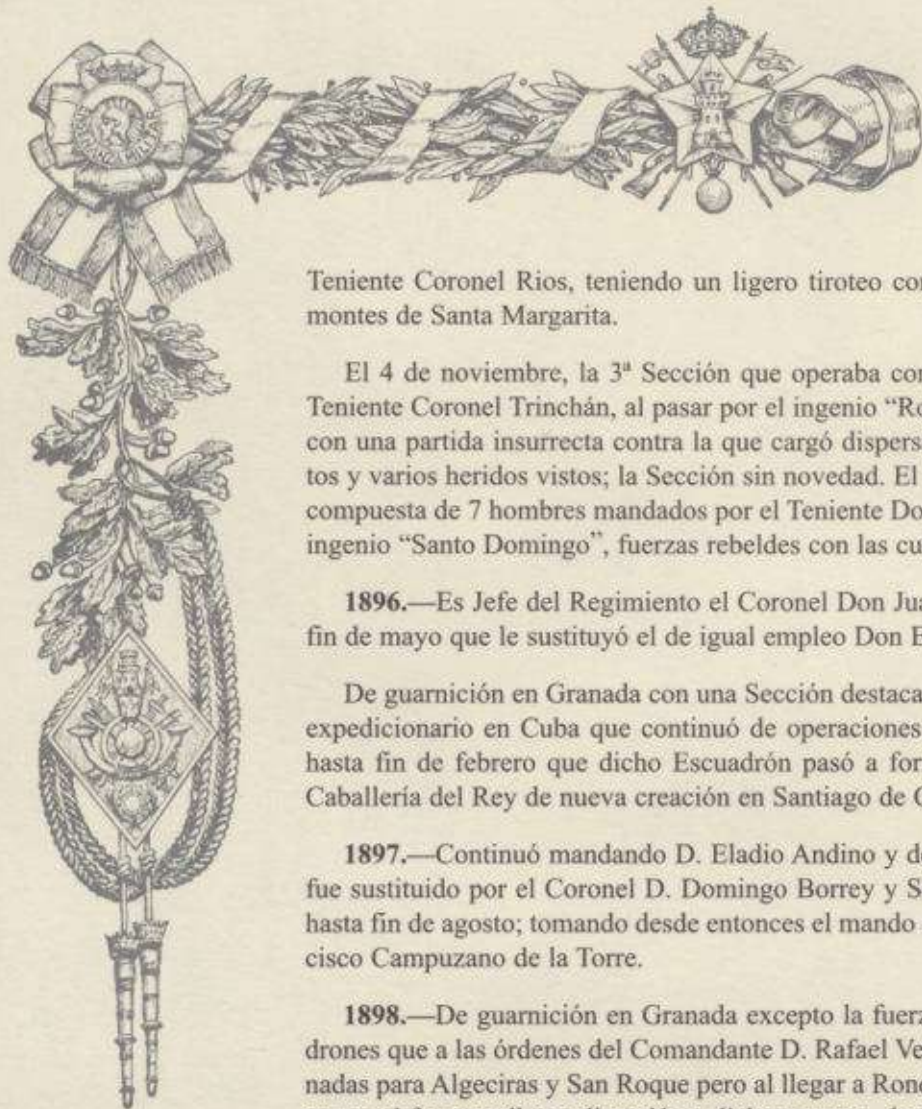 Teniente Coronel Rios, teniendo un ligero tiroteo con
montes de Santa Margarita.
El 4 de noviembre, la 3ª Sección que operaba con
Teniente Coronel Trinchán, al pasar por el ingenio “Ro
con una partida insurrecta contra la que cargó dispersa
tos y varios heridos vistos; la Sección sin novedad. El
compuesta de 7 hombres mandados por el Teniente Do
ingenio “Santo Domingo”, fuerzas rebeldes con las cu
1896.—Es Jefe del Regimiento el Coronel Don Jua
fin de mayo que le sustituyó el de igual empleo Don E
De guarnición en Granada con una Sección destaca
expedicionario en Cuba que continuó de operaciones
hasta fin de febrero que dicho Escuadrón pasó a for
Caballería del Rey de nueva creación en Santiago de C
1897.—Continuó mandando D. Eladio Andino y de
fue sustituido por el Coronel D. Domingo Borrey y S
hasta fin de agosto; tomando desde entonces el mando
cisco Campuzano de la Torre.
1898.—De guarnición en Granada excepto la fuerz
drones que a las órdenes del Comandante D. Rafael Ve
nadas para Algeciras y San Roque pero al llegar a Rond